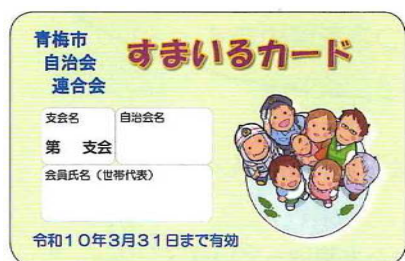 青梅市
自治会
連合会
すまいるカード
支会名
自治会名
第 支会
会員氏名（世帯代表）
令和10年3月31日まで有効